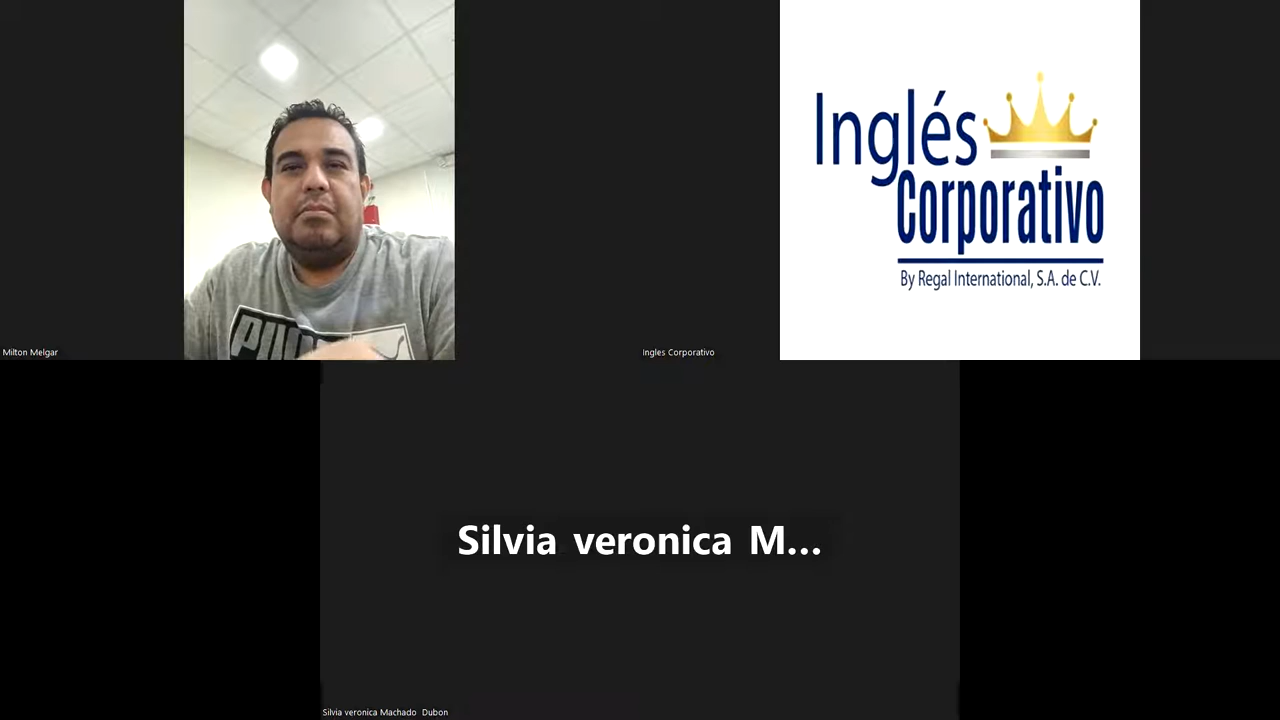 Inglés
Corporativo
By Regal International, S.A. de C.V.
Milton Melgar
Ingles Corporativo
Silvia veronica M...
Silvia veronica Machado Dubon